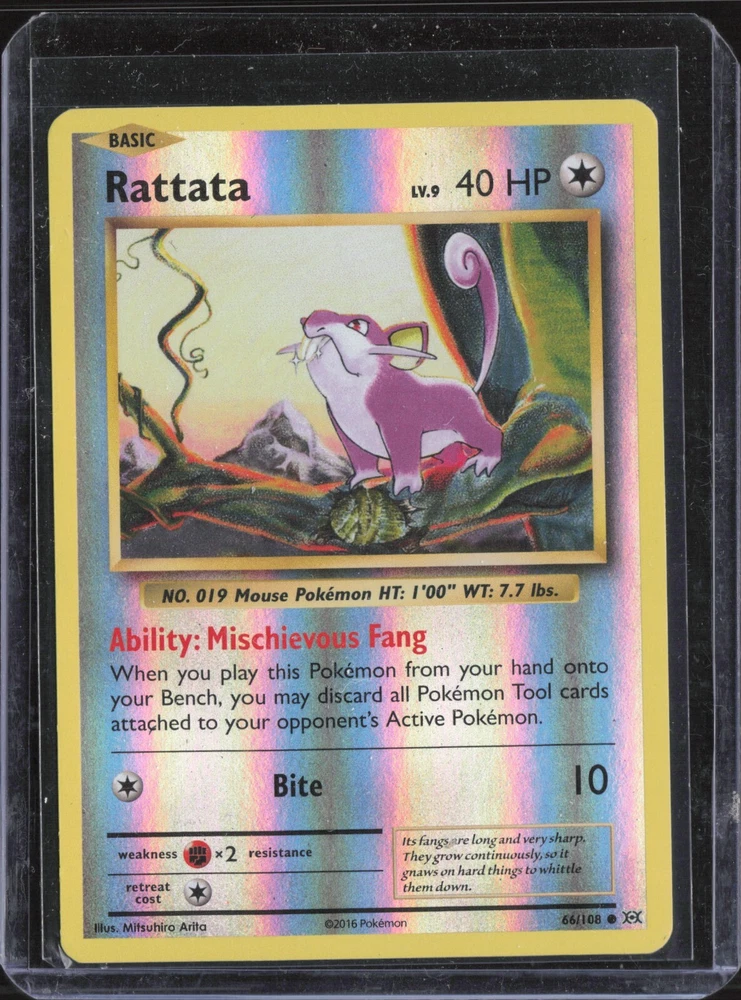 BASIC
Rattata LV.9 40 HP
NO. 019 Mouse Pokémon HT: 1'00" WT: 7.7 lbs.
Ability: Mischievous Fang
When you play this Pokémon from your hand onto
your Bench, you may discard all Pokémon Tool cards
attached to your opponent's Active Pokémon.
Bite 10
weakness ×2 resistance
retreat
cost
Its fangs are long and very sharp.
They grow continuously, so it
gnaws on hard things to whittle
them down.
Illus. Mitsuhiro Arita ©2016 Pokémon 66/108